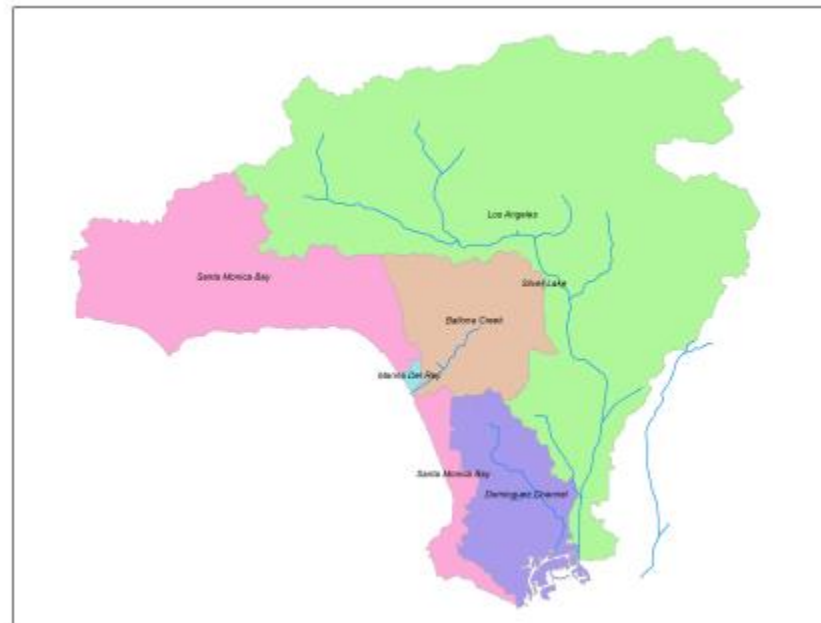 Los Angeles
Santa Monica Bay
Silver Lake
Ballona Creek
Marina Del Rey
Santa Monica Bay
Dominguez Channel